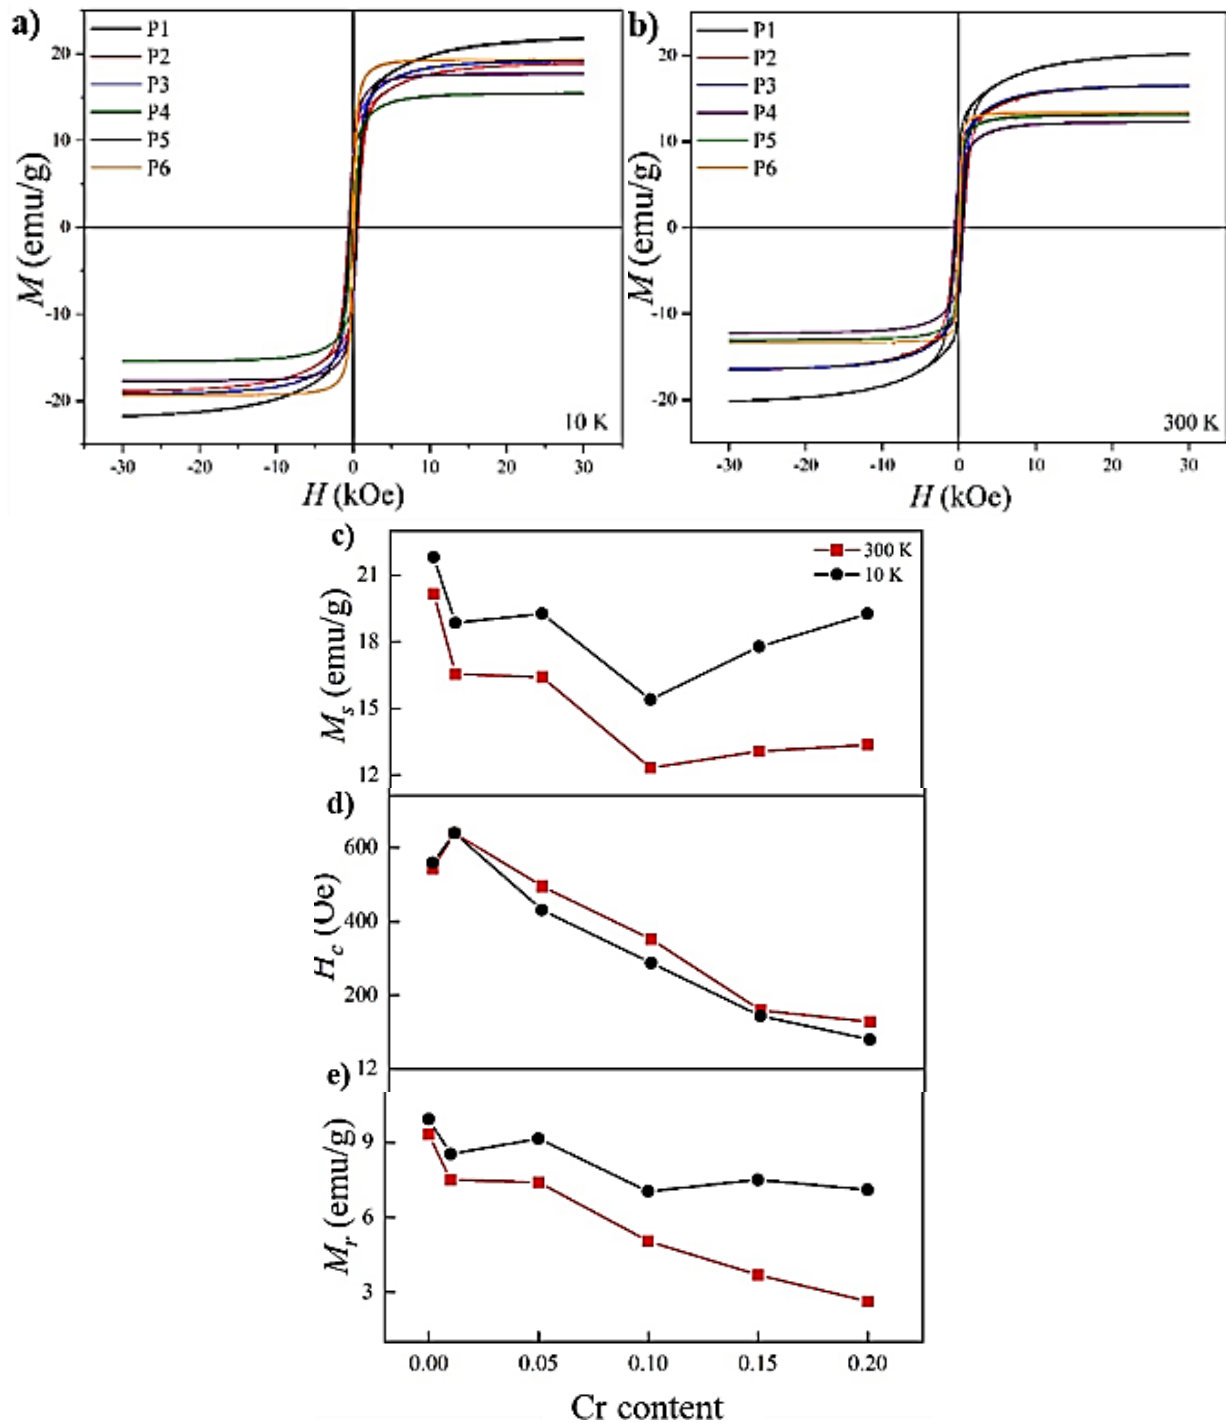 a)
P1
P2
P3
P4
P5
P6
20
10
0
-10
-20
M (emu/g)
10 K
-30 -20 -10 0 10 20 30
H (kOe)
b)
P1
P2
P3
P4
P5
P6
20
10
0
-10
-20
M (emu/g)
300 K
-30 -20 -10 0 10 20 30
H (kOe)
c)
300 K
10 K
21
18
15
12
Ms (emu/g)
d)
600
400
200
12
Hc (Oe)
e)
9
6
3
Mr (emu/g)
0.00 0.05 0.10 0.15 0.20
Cr content